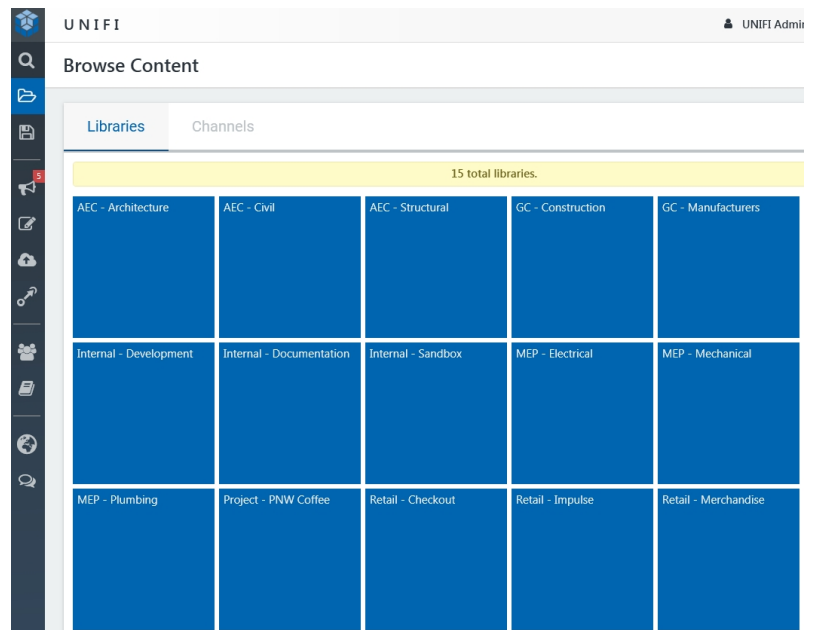 UNIFI
UNIFI Admin
Browse Content
Libraries
Channels
5
15 total libraries.
AEC - Architecture
AEC - Civil
AEC - Structural
GC - Construction
GC - Manufacturers
Internal - Development
Internal - Documentation
Internal - Sandbox
MEP - Electrical
MEP - Mechanical
MEP - Plumbing
Project - PNW Coffee
Retail - Checkout
Retail - Impulse
Retail - Merchandise